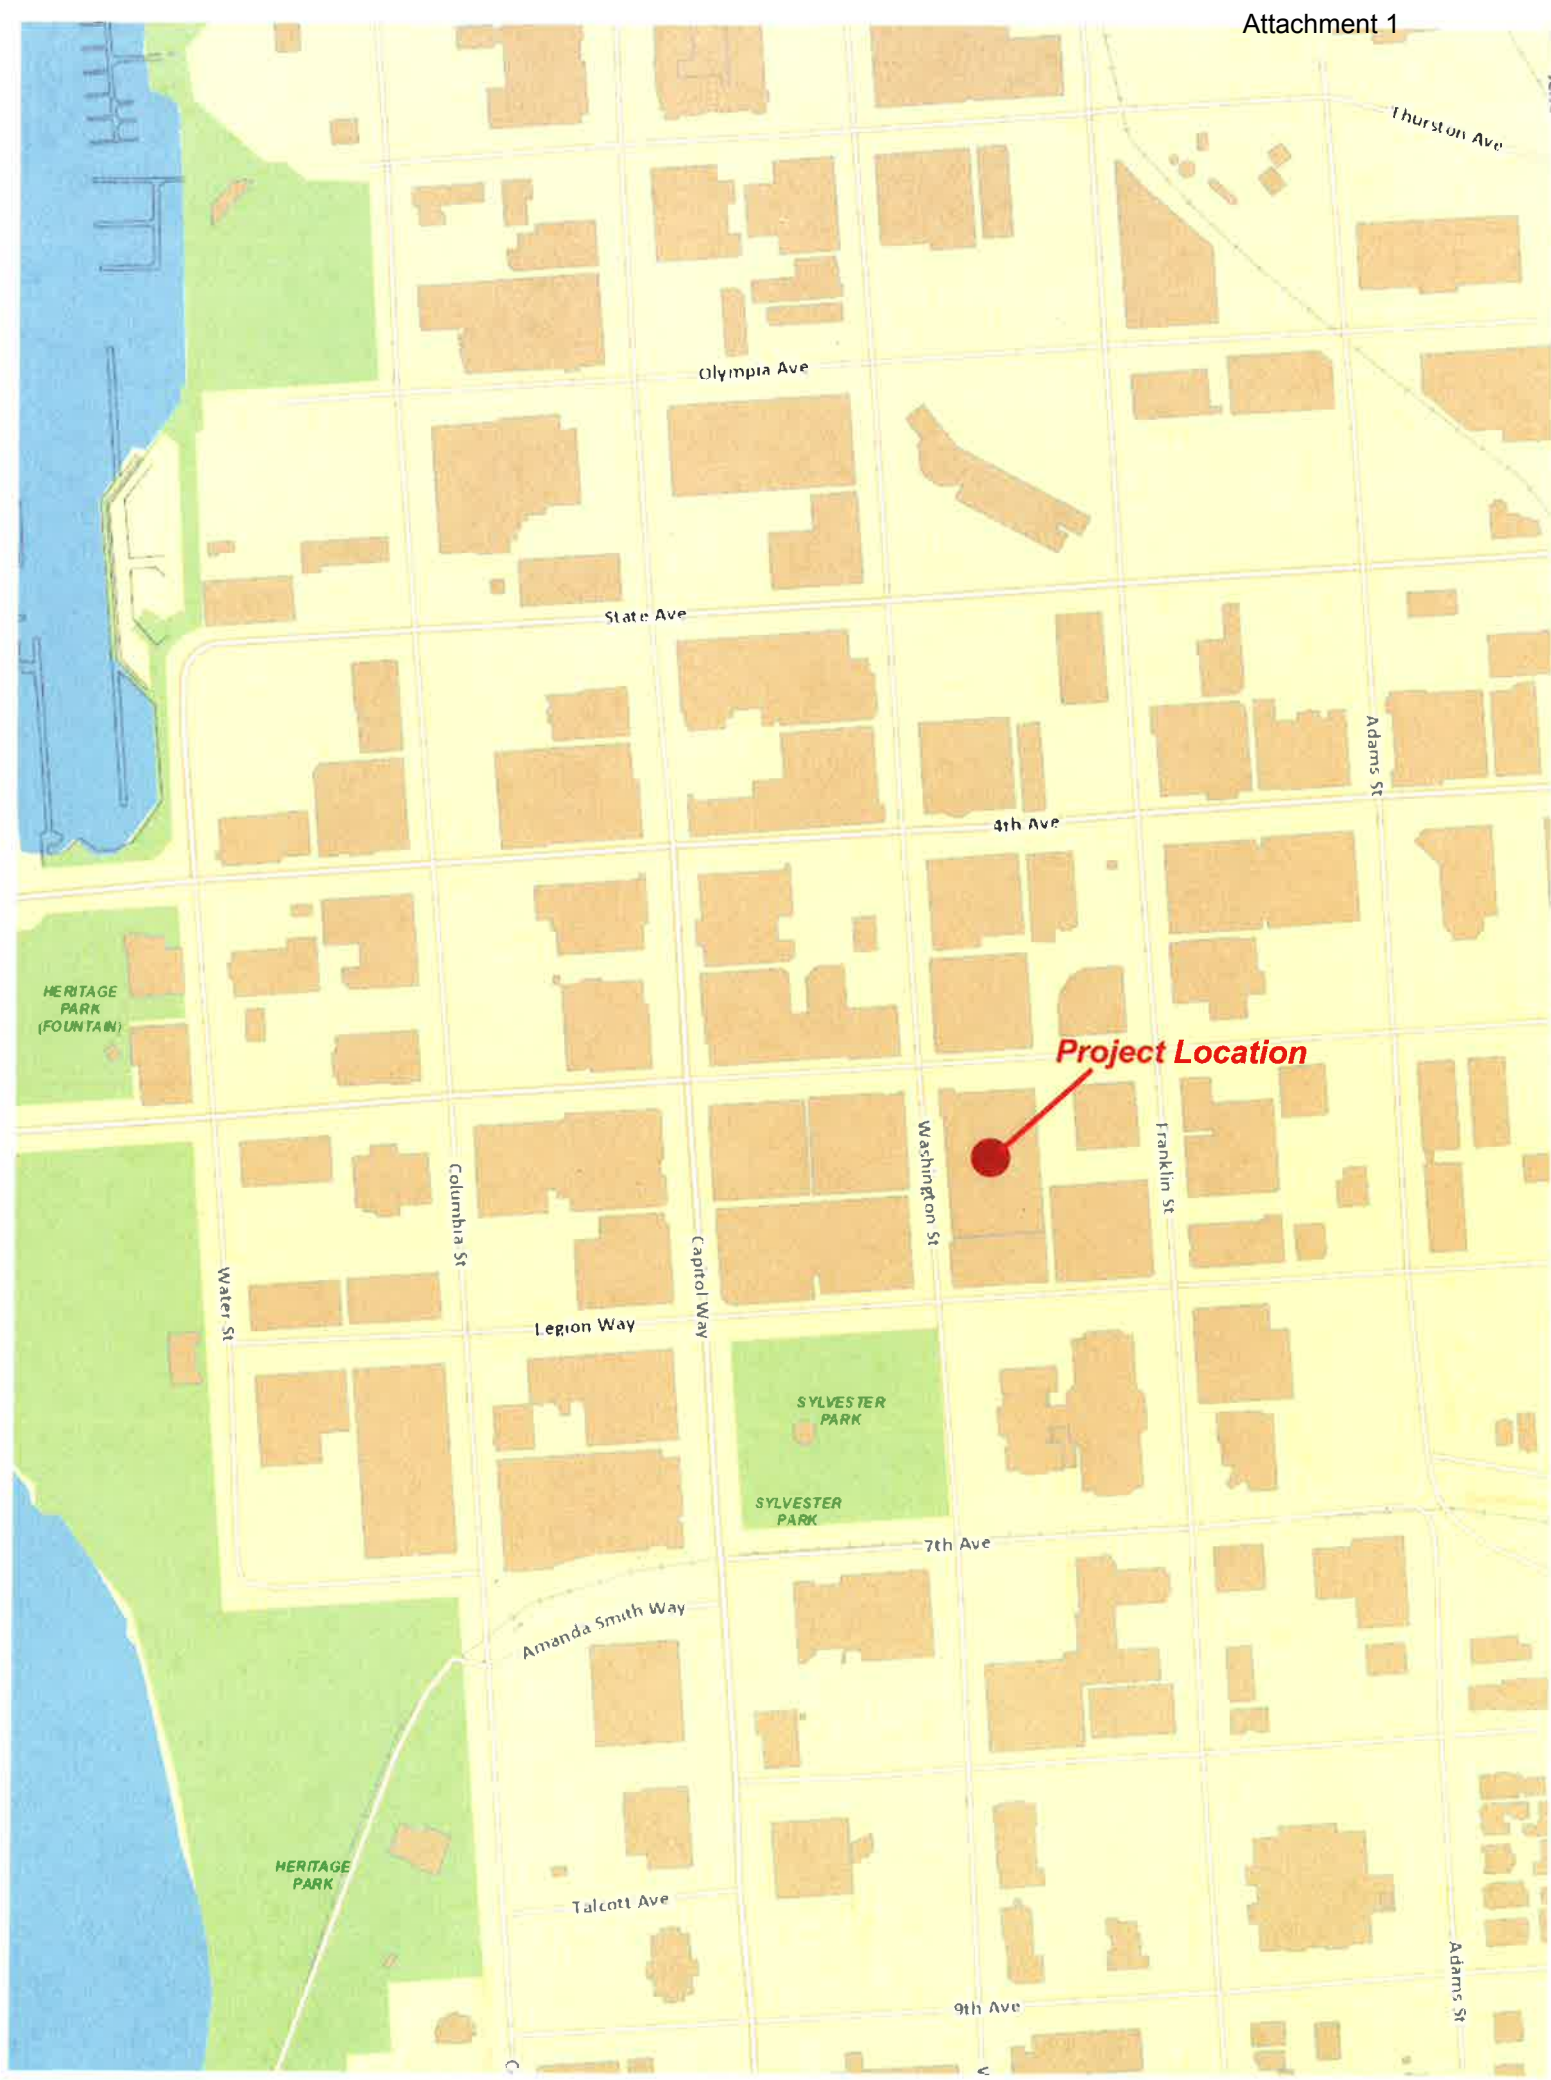 Attachment 1
Thurston Ave
Olympia Ave
State Ave
Adams St
4th Ave
HERITAGE
PARK
(FOUNTAIN)
Project Location
Washington St
Franklin St
Columbia St
Capitol Way
Water St
Legion Way
SYLVESTER
PARK
SYLVESTER
PARK
7th Ave
Amanda Smith Way
HERITAGE
PARK
Talcott Ave
Adams St
9th Ave